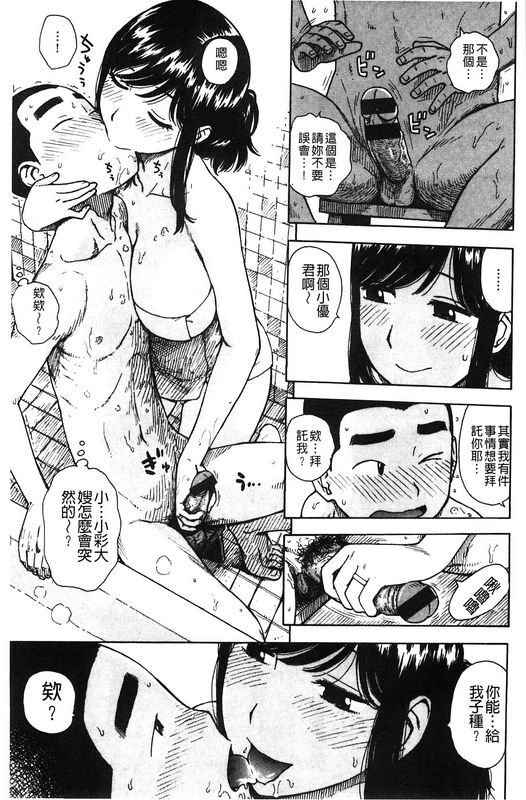 不是…
那個…
這個是…
請妳不要
誤會…!
嗯嗯
…!
…
那個小優
君啊～
欸欸～?
其實我有件
事情想要拜
託你耶…
欸…拜
託我?
小…小彩大
嫂怎麼會突
然的～?
啾嚕嚕
你能…給
我子種?
欸?
ビン
ビン
ぎゅ